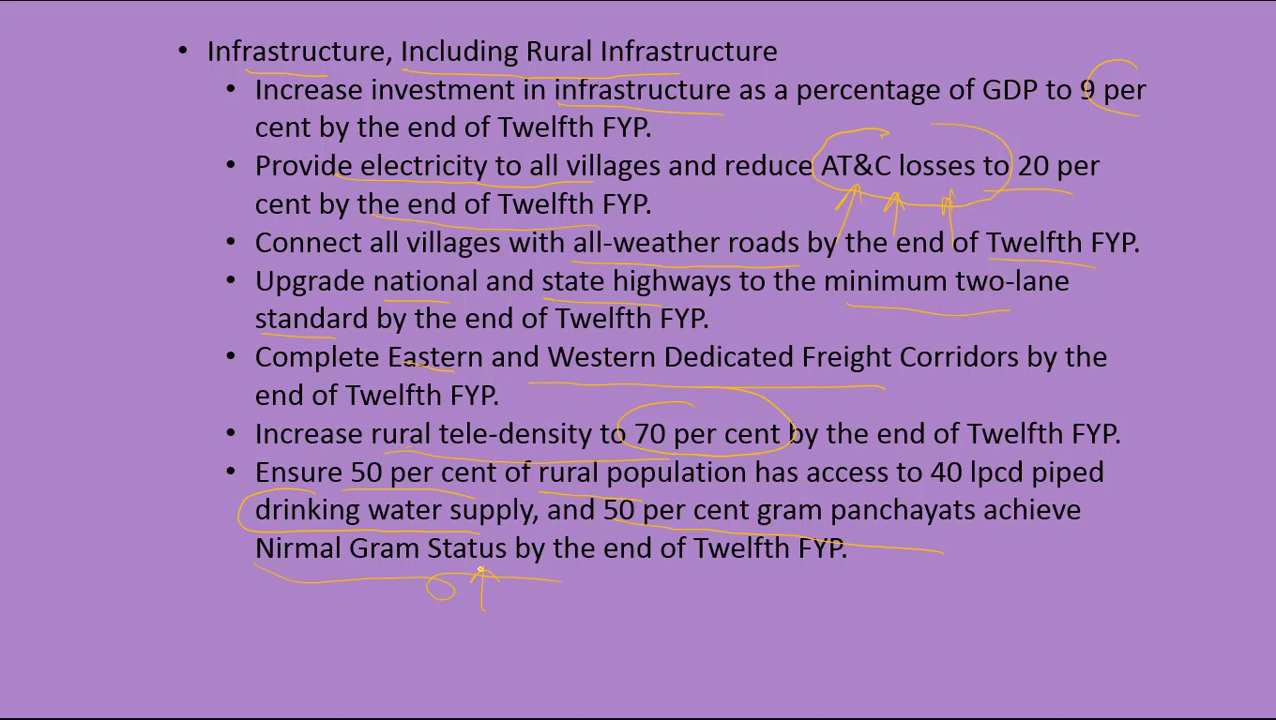 • Infrastructure, Including Rural Infrastructure
• Increase investment in infrastructure as a percentage of GDP to 9 per
cent by the end of Twelfth FYP.
• Provide electricity to all villages and reduce AT&C losses to 20 per
cent by the end of Twelfth FYP.
• Connect all villages with all-weather roads by the end of Twelfth FYP.
• Upgrade national and state highways to the minimum two-lane
standard by the end of Twelfth FYP.
• Complete Eastern and Western Dedicated Freight Corridors by the
end of Twelfth FYP.
• Increase rural tele-density to 70 per cent by the end of Twelfth FYP.
• Ensure 50 per cent of rural population has access to 40 lpcd piped
drinking water supply, and 50 per cent gram panchayats achieve
Nirmal Gram Status by the end of Twelfth FYP.